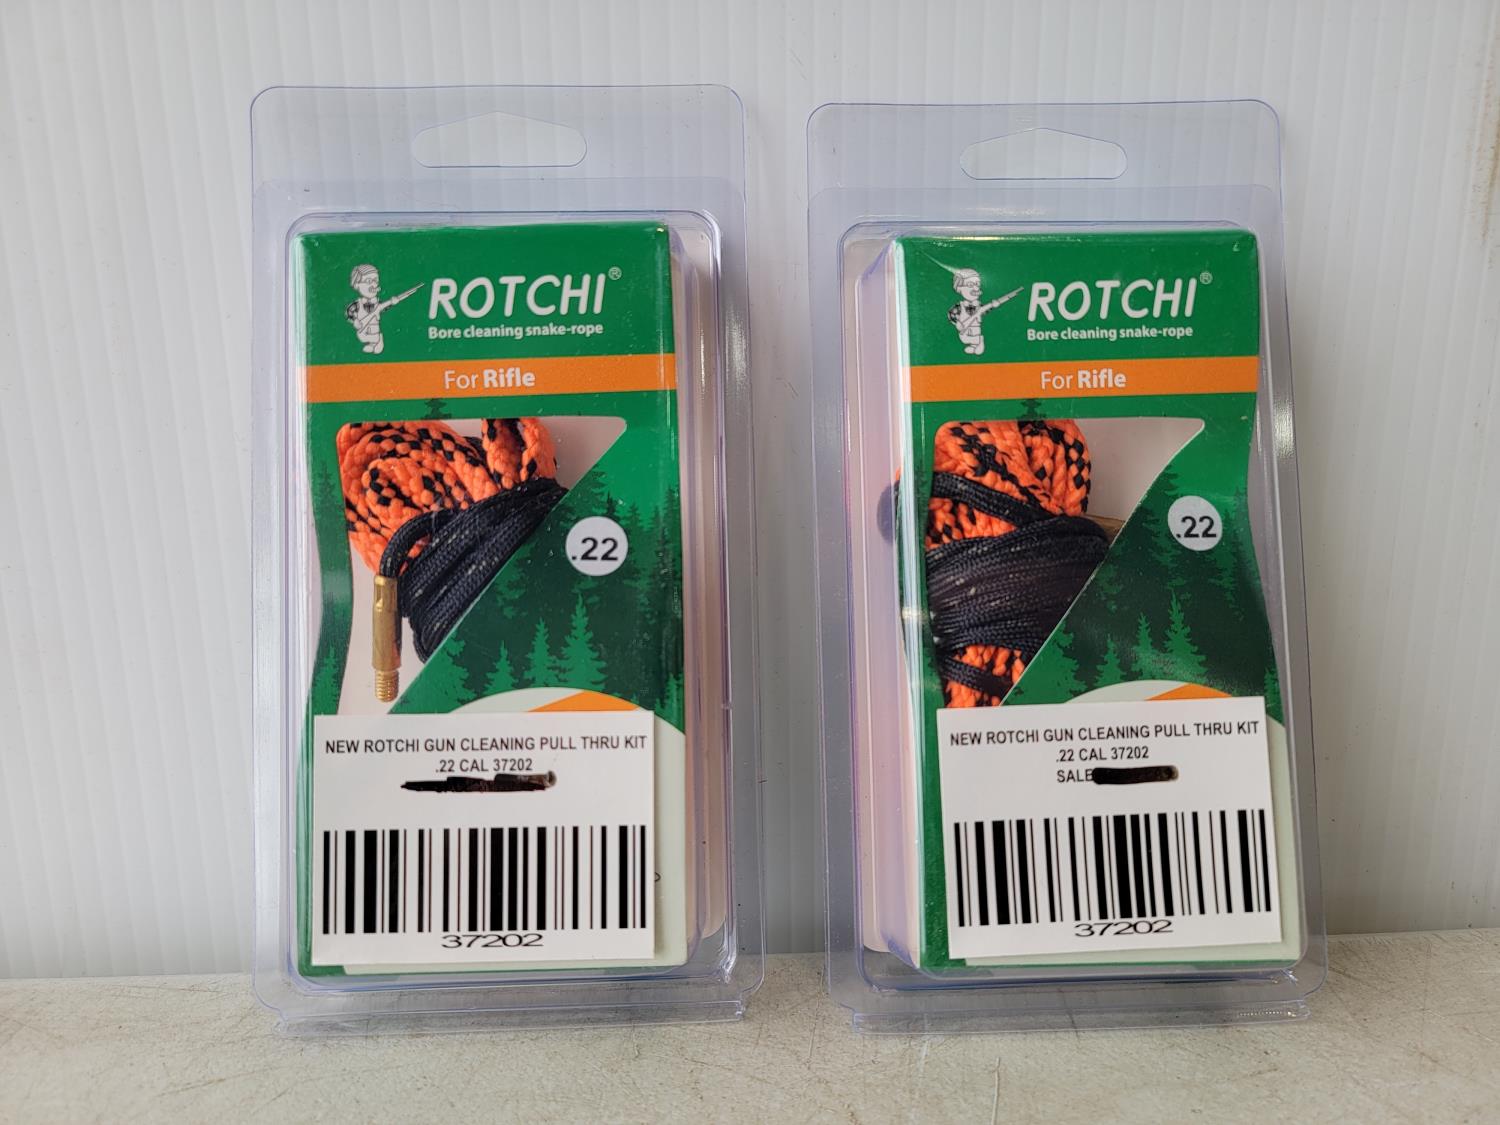 ROTCHI®
Bore cleaning snake-rope
For Rifle
.22
NEW ROTCHI GUN CLEANING PULL THRU KIT
.22 CAL 37202
37202
ROTCHI®
Bore cleaning snake-rope
For Rifle
.22
NEW ROTCHI GUN CLEANING PULL THRU KIT
.22 CAL 37202
SALE
37202